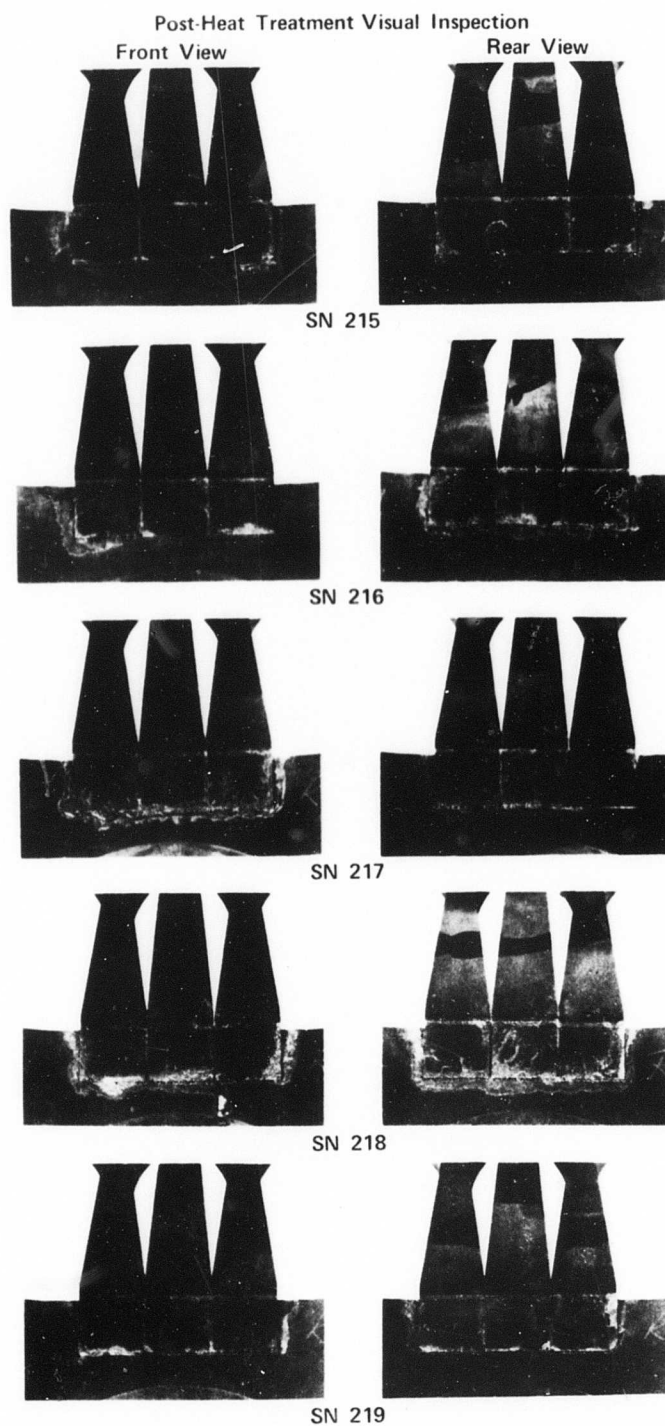 Post-Heat Treatment Visual Inspection
Front View Rear View
SN 215
SN 216
SN 217
SN 218
SN 219